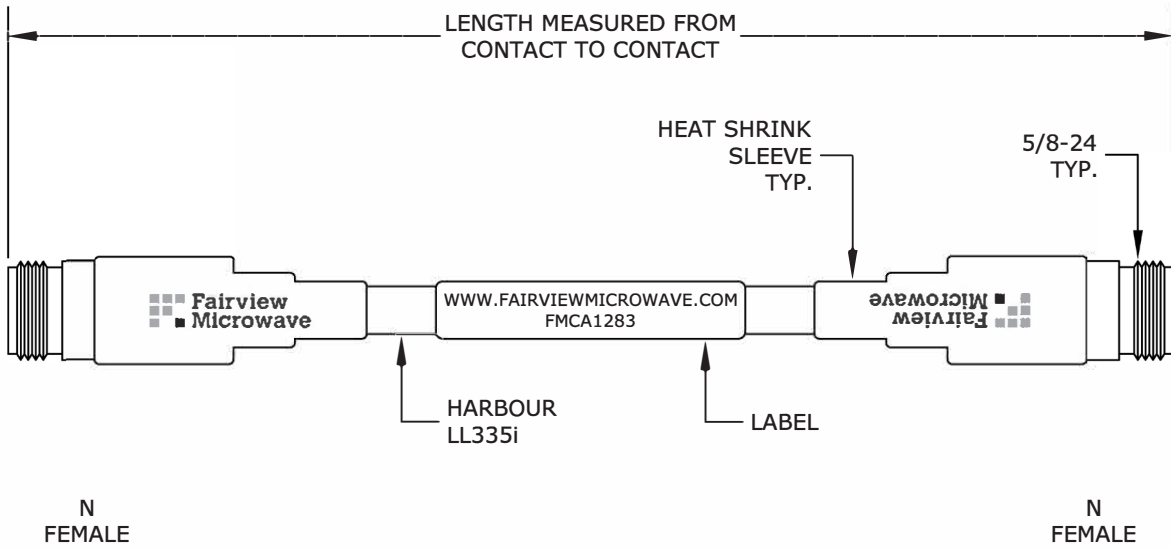 LENGTH MEASURED FROM
CONTACT TO CONTACT
HEAT SHRINK
SLEEVE
TYP.
5/8-24
TYP.
Fairview
Microwave
WWW.FAIRVIEWMICROWAVE.COM
FMCA1283
Fairview
Microwave
HARBOUR
LL335i
LABEL
N
FEMALE
N
FEMALE